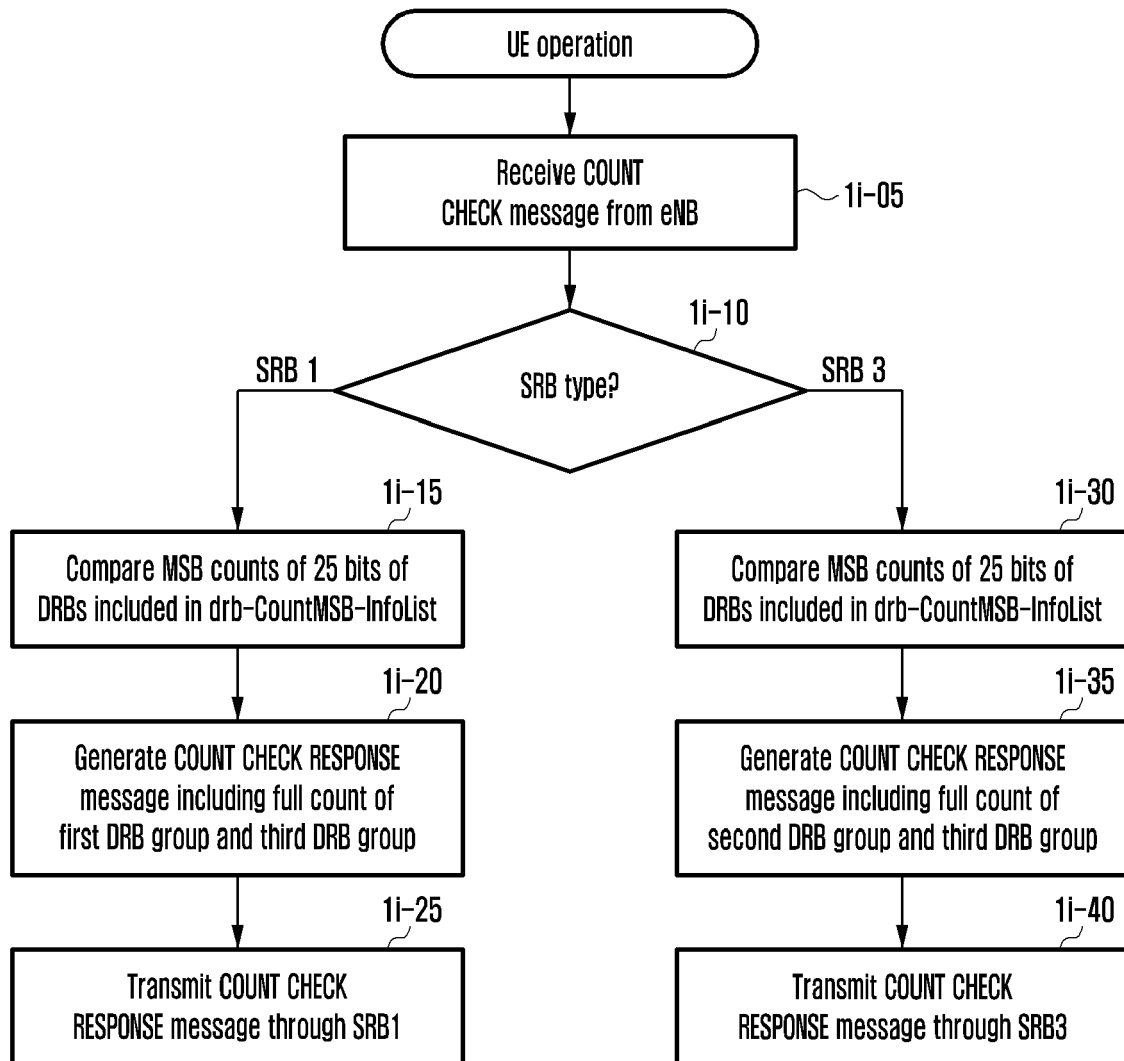 UE operation
Receive COUNT
CHECK message from eNB
1i-05
1i-10
SRB type?
SRB 1
SRB 3
1i-15
Compare MSB counts of 25 bits of
DRBs included in drb-CountMSB-InfoList
1i-20
Generate COUNT CHECK RESPONSE
message including full count of
first DRB group and third DRB group
1i-25
Transmit COUNT CHECK
RESPONSE message through SRB1
1i-30
Compare MSB counts of 25 bits of
DRBs included in drb-CountMSB-InfoList
1i-35
Generate COUNT CHECK RESPONSE
message including full count of
second DRB group and third DRB group
1i-40
Transmit COUNT CHECK
RESPONSE message through SRB3